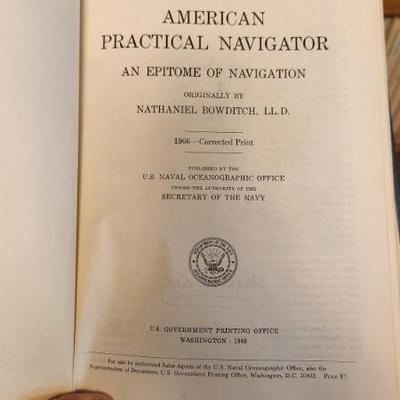 AMERICAN
PRACTICAL NAVIGATOR
AN EPITOME OF NAVIGATION
ORIGINALLY BY
NATHANIEL BOWDITCH, LL.D.
1966—Corrected Print
PUBLISHED BY THE
U.S. NAVAL OCEANOGRAPHIC OFFICE
UNDER THE AUTHORITY OF THE
SECRETARY OF THE NAVY
U.S. GOVERNMENT PRINTING OFFICE
WASHINGTON : 1966
For sale by authorized Sales Agents of the U.S. Naval Oceanographic Office, also the
Superintendent of Documents, U.S. Government Printing Office, Washington, D.C. 20402. Price $7.